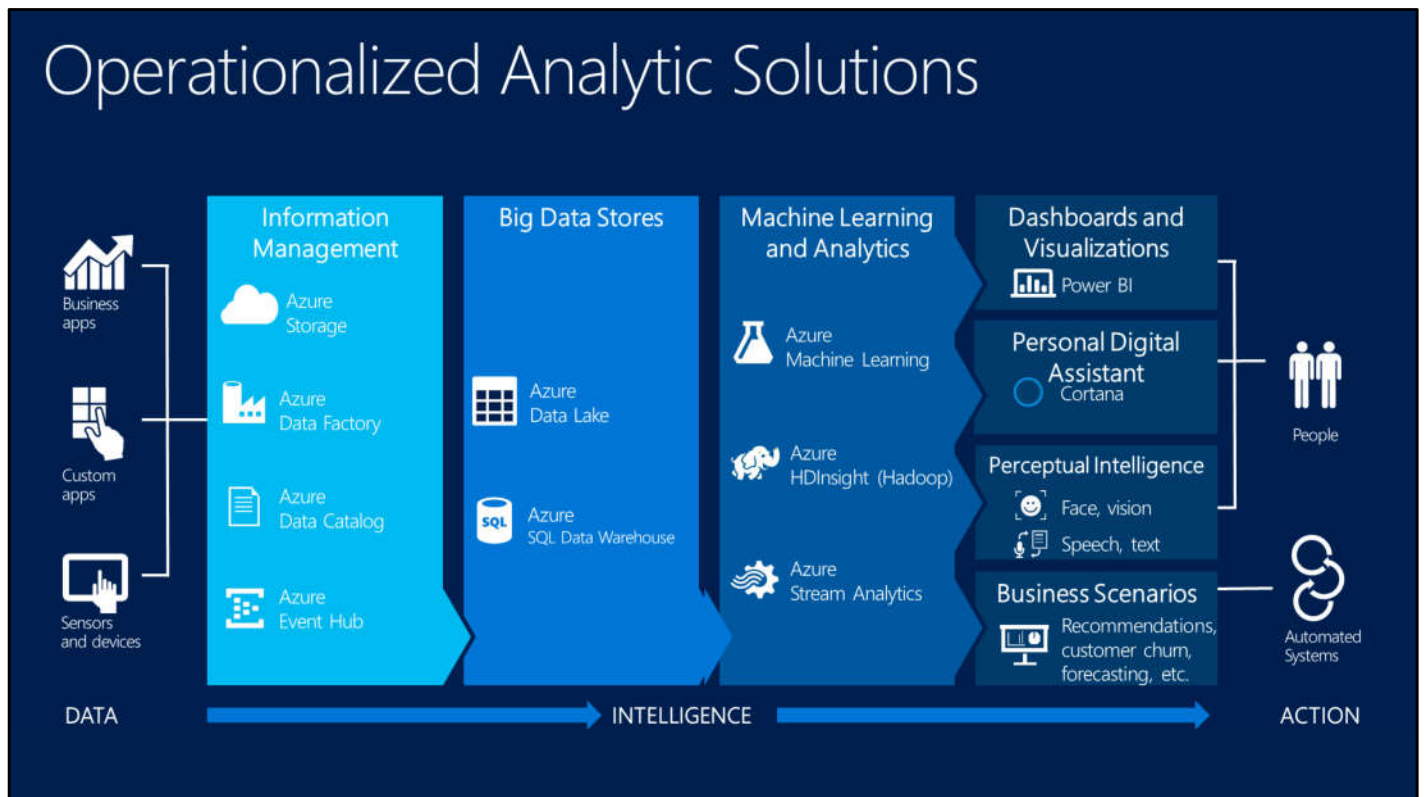 Operationalized Analytic Solutions
Business
apps
Custom
apps
Sensors
and devices
Information
Management
Azure
Storage
Azure
Data Factory
Azure
Data Catalog
Azure
Event Hub
Big Data Stores
Azure
Data Lake
SQL
Azure
SQL Data Warehouse
Machine Learning
and Analytics
Azure
Machine Learning
Azure
HDInsight (Hadoop)
Azure
Stream Analytics
Dashboards and
Visualizations
Power BI
Personal Digital
Assistant
Cortana
Perceptual Intelligence
Face, vision
Speech, text
Business Scenarios
Recommendations,
customer churn,
forecasting, etc.
People
Automated
Systems
DATA
INTELLIGENCE
ACTION